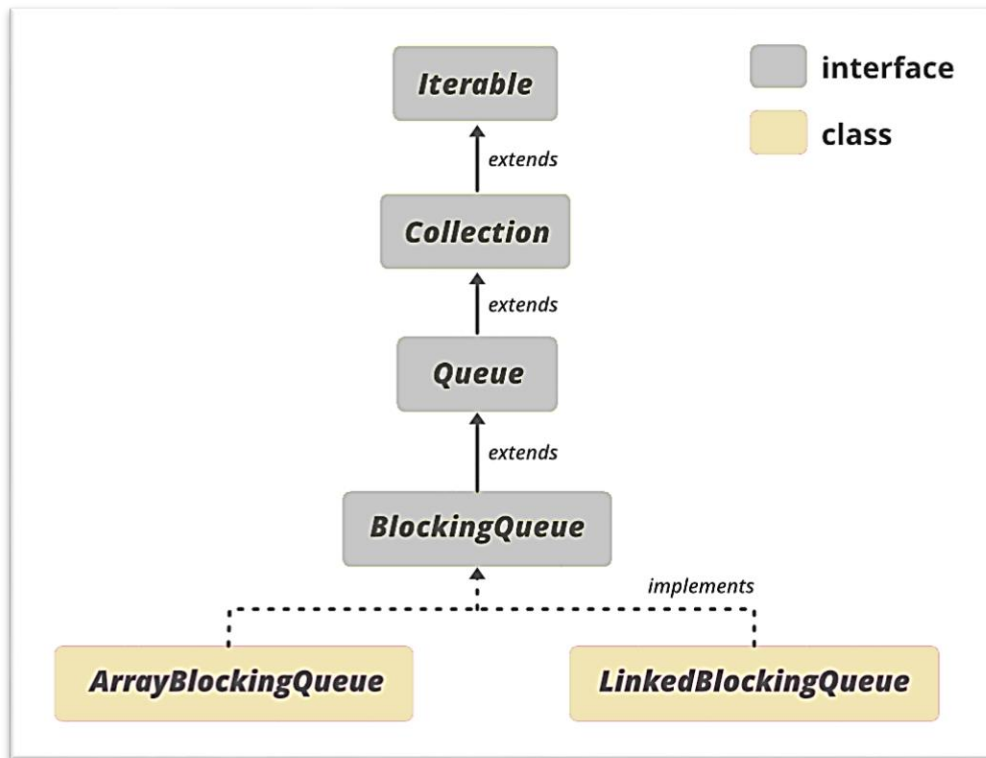 Iterable
interface
class
extends
Collection
extends
Queue
extends
BlockingQueue
implements
ArrayBlockingQueue
LinkedBlockingQueue